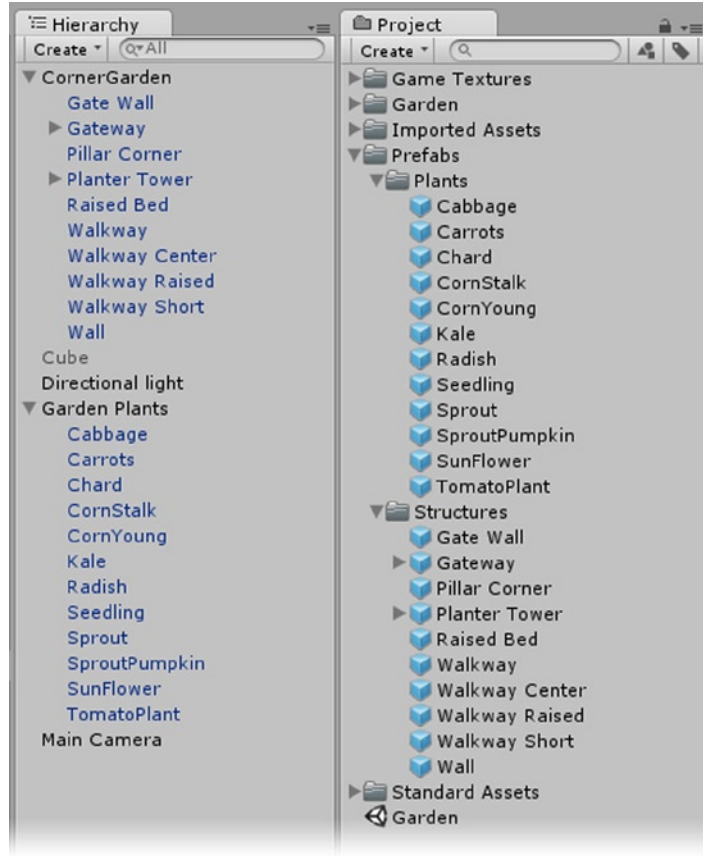 Hierarchy
Create
All
CornerGarden
Gate Wall
Gateway
Pillar Corner
Planter Tower
Raised Bed
Walkway
Walkway Center
Walkway Raised
Walkway Short
Wall
Cube
Directional light
Garden Plants
Cabbage
Carrots
Chard
CornStalk
CornYoung
Kale
Radish
Seedling
Sprout
SproutPumpkin
SunFlower
TomatoPlant
Main Camera
Project
Create
Game Textures
Garden
Imported Assets
Prefabs
Plants
Cabbage
Carrots
Chard
CornStalk
CornYoung
Kale
Radish
Seedling
Sprout
SproutPumpkin
SunFlower
TomatoPlant
Structures
Gate Wall
Gateway
Pillar Corner
Planter Tower
Raised Bed
Walkway
Walkway Center
Walkway Raised
Walkway Short
Wall
Standard Assets
Garden